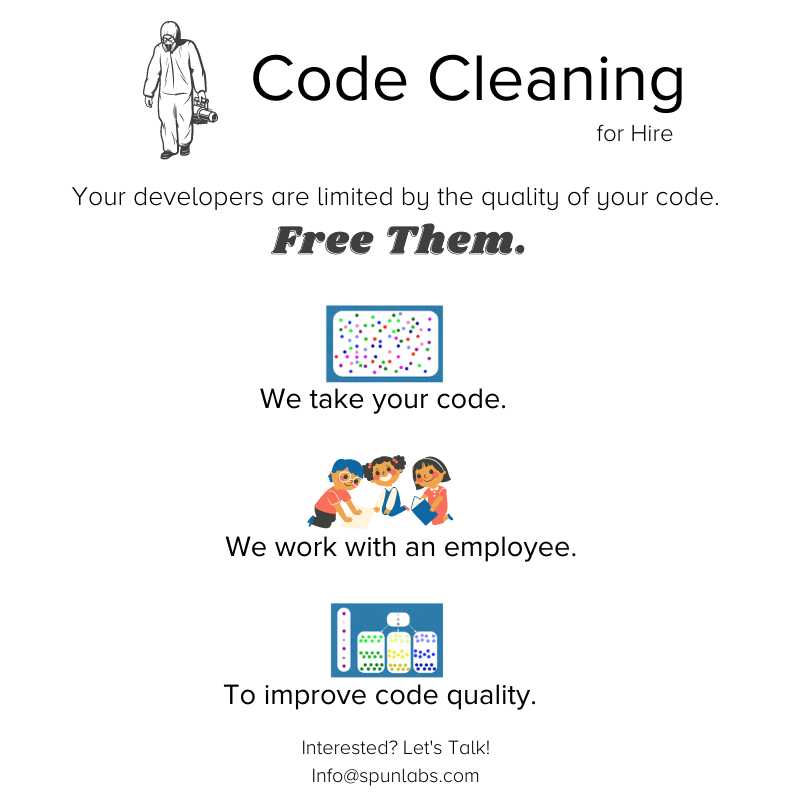 Code Cleaning
for Hire
Your developers are limited by the quality of your code.
Free Them.
We take your code.
We work with an employee.
To improve code quality.
Interested? Let's Talk!
Info@spunlabs.com